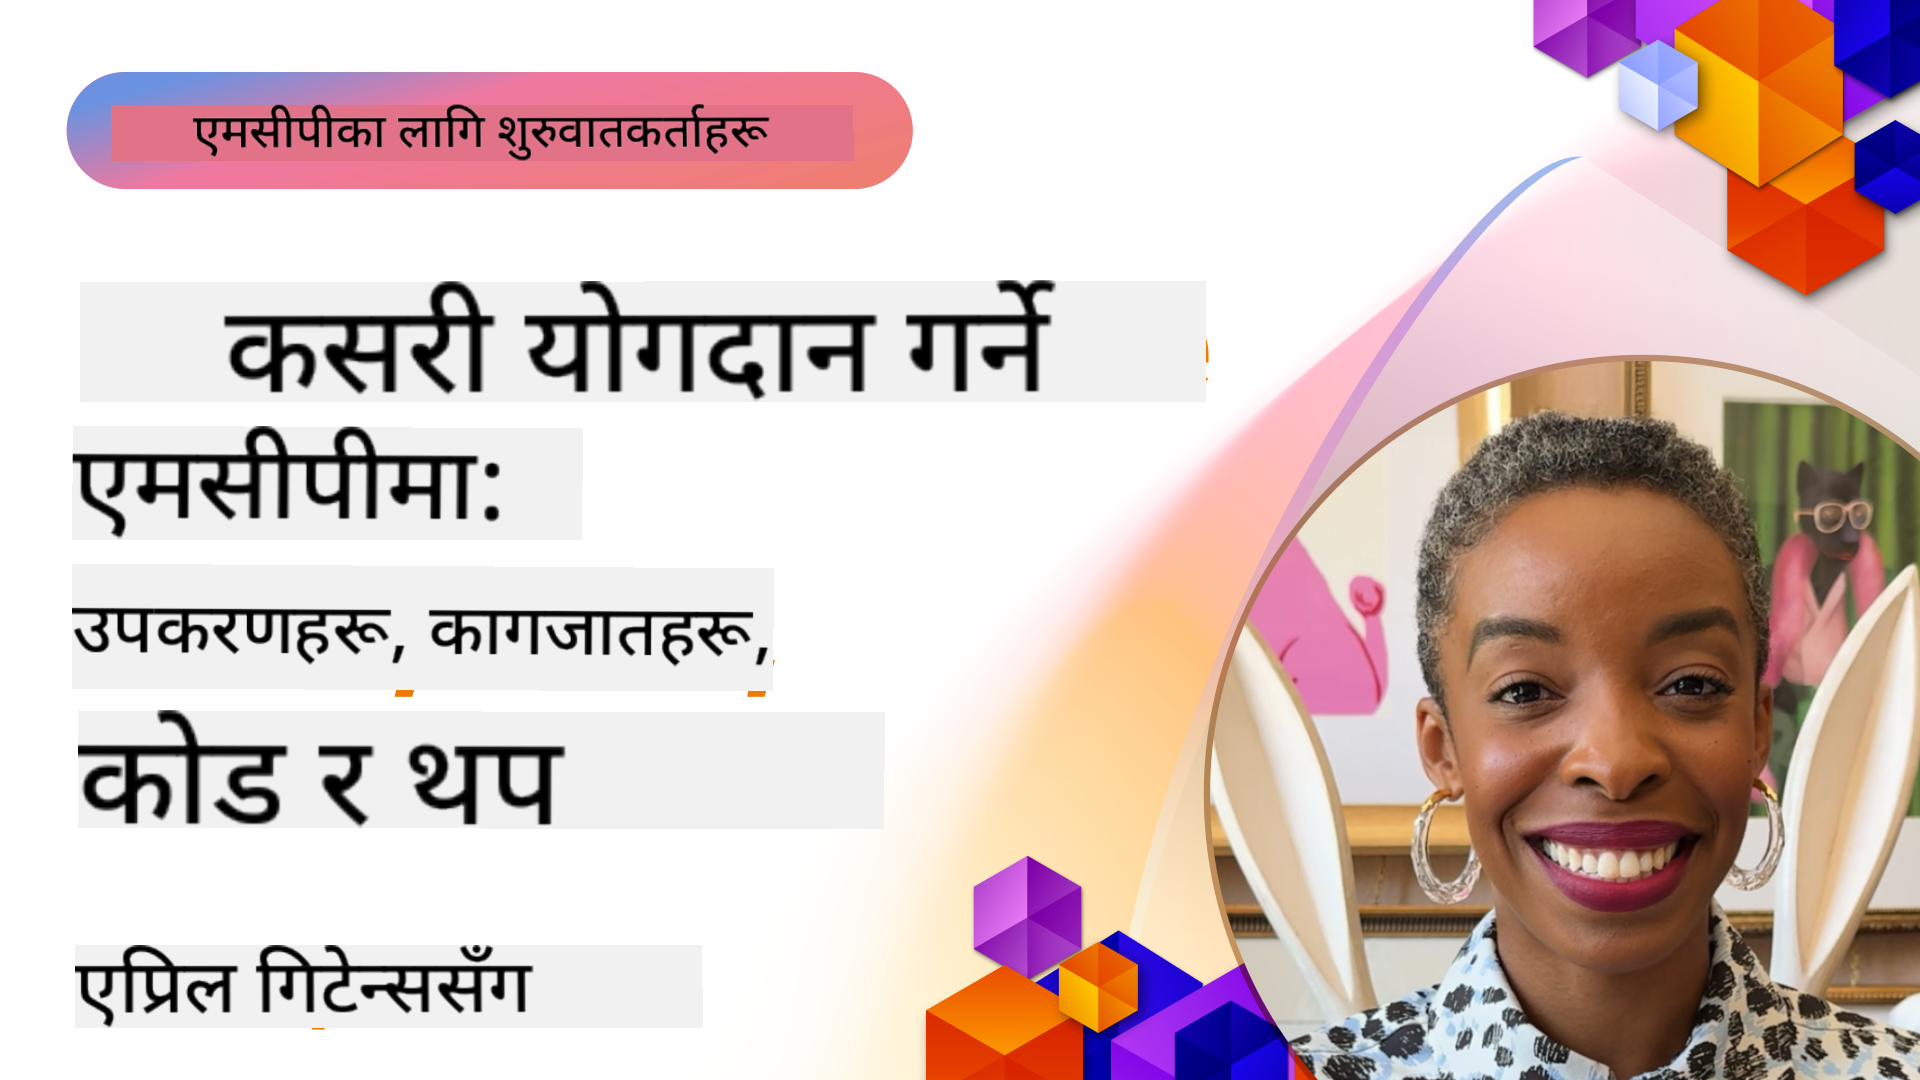 एमसीपीका लागि शुरुवातकर्ताहरू
कसरी योगदान गर्ने
एमसीपीमा:
उपकरणहरू, कागजातहरू,
कोड र थप
एप्रिल गिटेन्ससँग